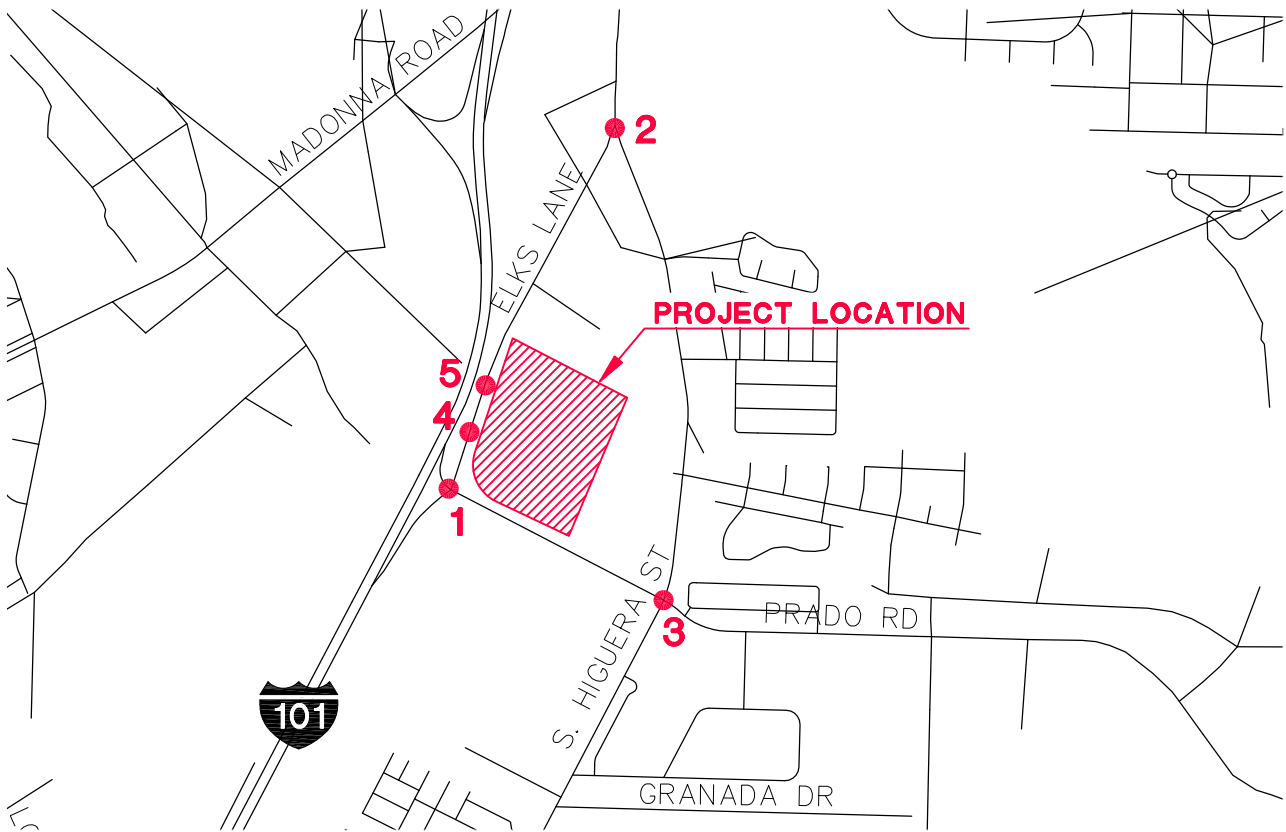 MADONNA ROAD
2
ELKS LANE
PROJECT LOCATION
5
4
1
S. HIGUERA ST
3
PRADO RD
101
GRANADA DR